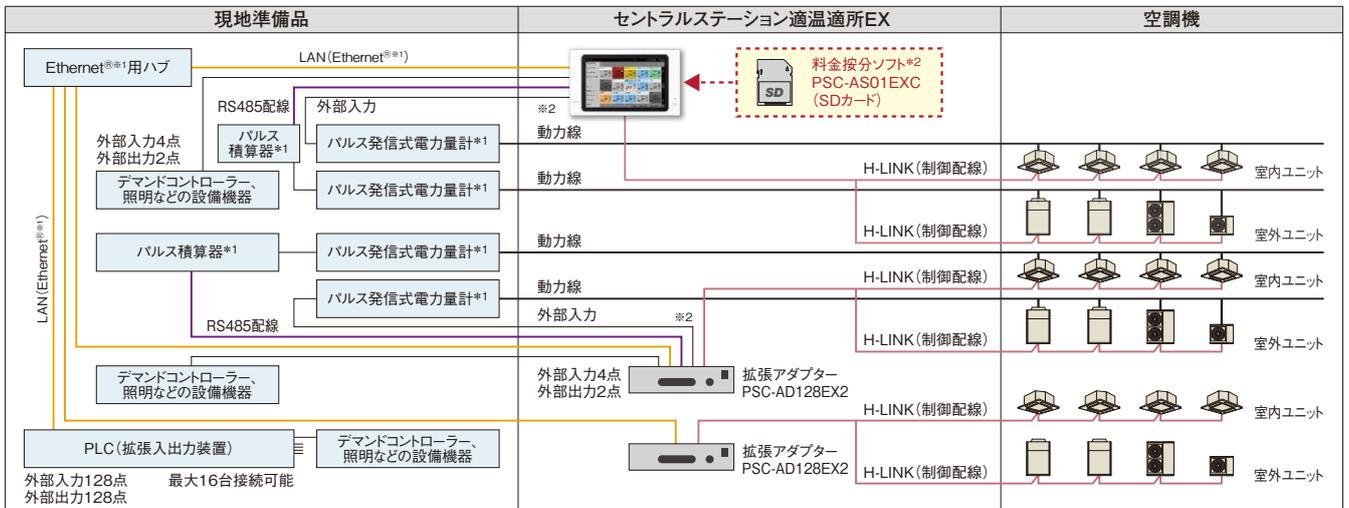 現地準備品
セントラルステーション適温適所EX
空調機
Ethernet®※1用ハブ
LAN(Ethernet®※1)
料金按分ソフト*2
PSC-AS01EXC
(SDカード)
SD
RS485配線
外部入力
※2
動力線
パルス
積算器*1
パルス発信式電力量計*1
外部入力4点
外部出力2点
H-LINK(制御配線)
室内ユニット
デマンドコントローラー、
照明などの設備機器
パルス発信式電力量計*1
動力線
LAN(Ethernet®※1)
H-LINK(制御配線)
室外ユニット
パルス積算器*1
パルス発信式電力量計*1
動力線
H-LINK(制御配線)
室内ユニット
パルス発信式電力量計*1
動力線
外部入力
※2
RS485配線
H-LINK(制御配線)
室外ユニット
デマンドコントローラー、
照明などの設備機器
外部入力4点
外部出力2点
拡張アダプター
PSC-AD128EX2
H-LINK(制御配線)
室内ユニット
PLC(拡張入出力装置)
デマンドコントローラー、
照明などの設備機器
拡張アダプター
PSC-AD128EX2
H-LINK(制御配線)
室外ユニット
外部入力128点
外部出力128点
最大16台接続可能